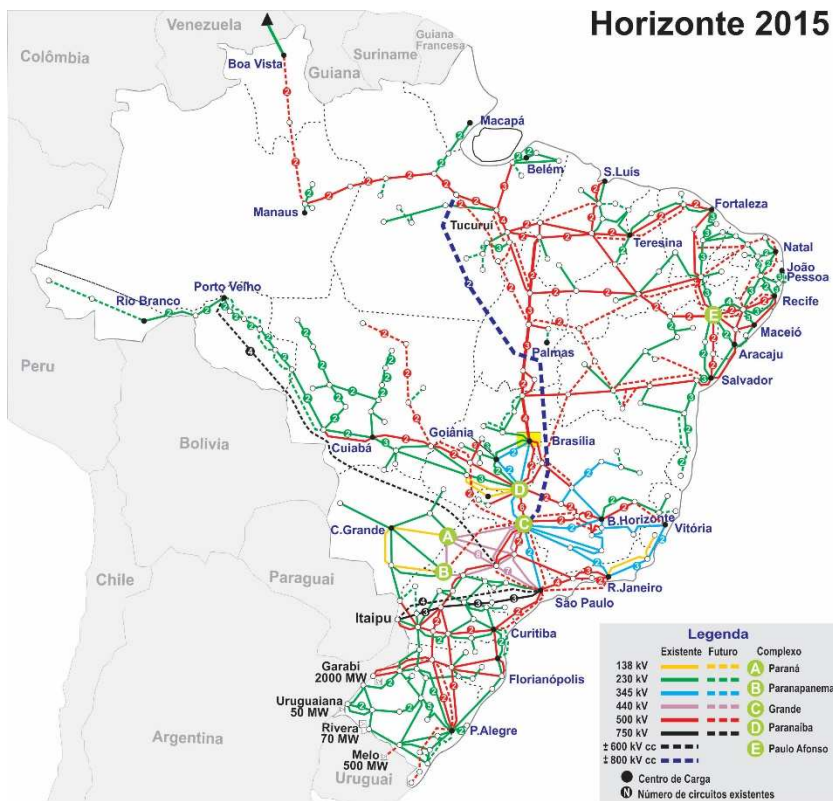 Horizonte 2015
Venezuela
Guiana
Francesa
Suriname
Colômbia
Boa Vista
Guiana
Macapá
Belém
S.Luís
Manaus
Fortaleza
Tucuruí
Teresina
Natal
João
Pessoa
Porto Velho
Rio Branco
Recife
E
Maceió
Palmas
Aracaju
Peru
Salvador
Goiânia
Brasília
Cuiabá
Bolivia
D
C
B.Horizonte
Vitória
C.Grande
A
B
Paraguai
Chile
R.Janeiro
São Paulo
Itaipu
Curitiba
Garabi
2000 MW
Florianópolis
Uruguaiana
50 MW
Rivera
70 MW
P.Alegre
Argentina
Melo
500 MW
Uruguai
Legenda
Existente Futuro Complexo
138 kV A Paraná
230 kV
345 kV B Paranapanema
440 kV C Grande
500 kV D Paranaíba
750 kV
± 600 kV cc E Paulo Afonso
± 800 kV cc
Centro de Carga
N Número de circuitos existentes